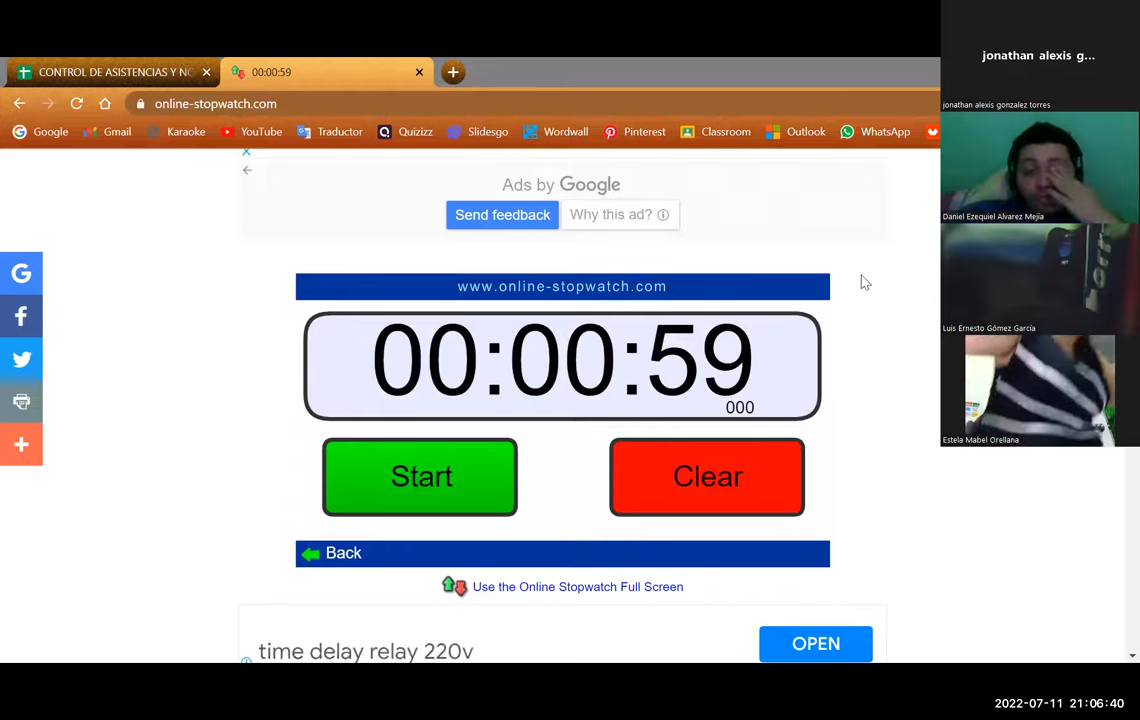 jonathan alexis g...
jonathan alexis gonzalez torres
CONTROL DE ASISTENCIAS Y NO
00:00:59
online-stopwatch.com
Google
Gmail
Karaoke
YouTube
Traductor
Quizizz
Slidesgo
Wordwall
Pinterest
Classroom
Outlook
WhatsApp
Daniel Ezequiel Alvarez Mejia
Luis Ernesto Gómez García
Estela Mabel Orellana
Ads by Google
Send feedback
Why this ad?
www.online-stopwatch.com
00:00:59
000
Start
Clear
Back
Use the Online Stopwatch Full Screen
time delay relay 220v
OPEN
2022-07-11 21:06:40